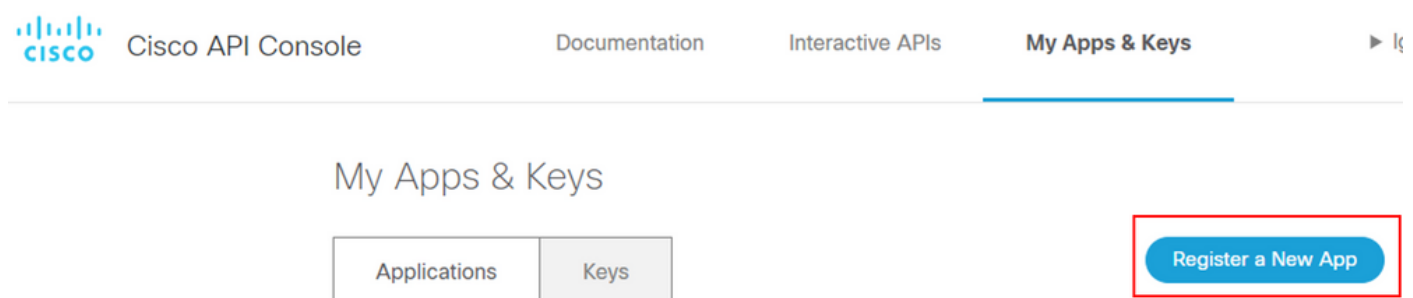 CISCO
Cisco API Console
Documentation
Interactive APIs
My Apps & Keys
My Apps & Keys
Applications
Keys
Register a New App